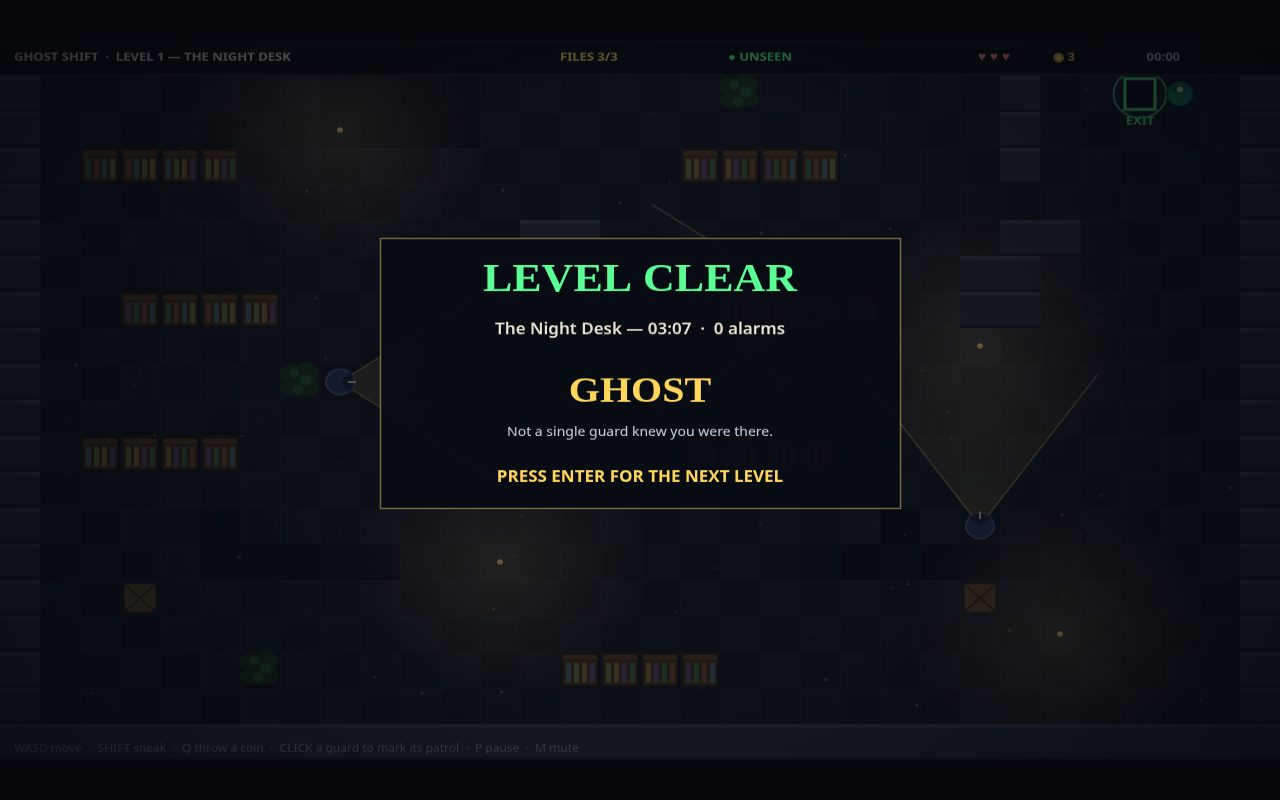 GHOST SHIFT · LEVEL 1 — THE NIGHT DESK
FILES 3/3
● UNSEEN
♥ ♥ ♥
3
00:00
EXIT
LEVEL CLEAR
The Night Desk — 03:07 · 0 alarms
GHOST
Not a single guard knew you were there.
PRESS ENTER FOR THE NEXT LEVEL
WASD move · SHIFT sneak · Q throw a coin · CLICK a guard to mark its patrol · P pause · M mute